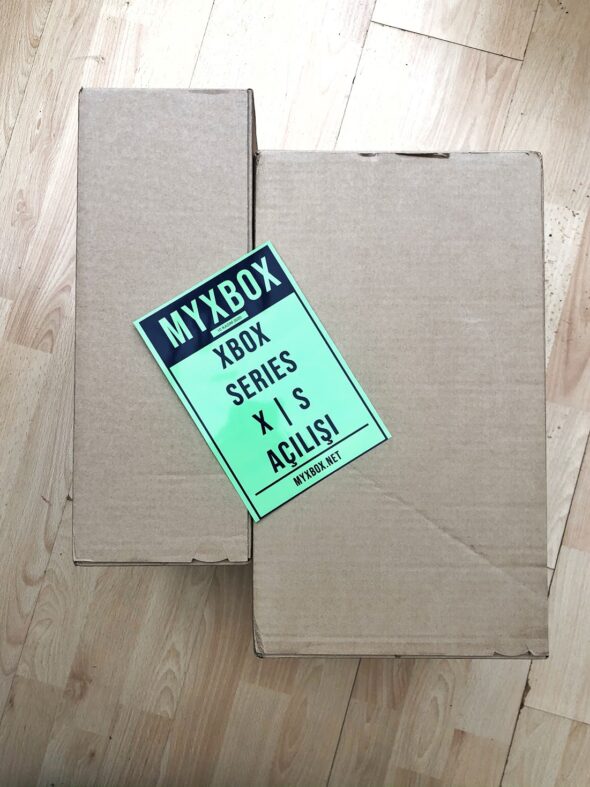 MYXBOX
XBOX
SERIES
X | S
AÇILIŞI
MYXBOX.NET